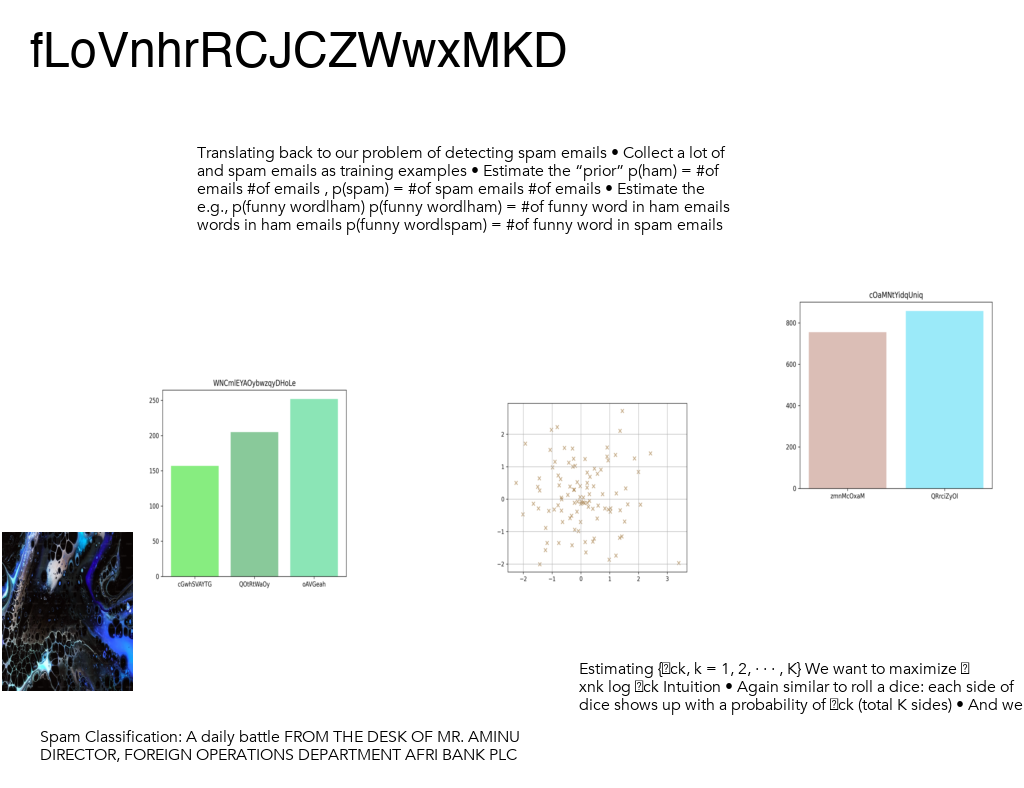 fLoVnhrRCJCZWwxMKD
Translating back to our problem of detecting spam emails • Collect a lot of
and spam emails as training examples • Estimate the “prior” p(ham) = #of
emails #of emails , p(spam) = #of spam emails #of emails • Estimate the
e.g., p(funny word|ham) p(funny word|ham) = #of funny word in ham emails
words in ham emails p(funny word|spam) = #of funny word in spam emails
cOaMNtYidqUniq
800
600
400
200
0
zmnMcOxaM QRrciZyOl
WNCmIEYAOybwzqyDHoLe
250
200
150
100
50
0
cGwhSVAYTG QOtRtWaOy oAVGeah
2
1
0
−1
−2
−2 −1 0 1 2 3
Estimating {ck, k = 1, 2, · · · , K} We want to maximize
xnk log ck Intuition • Again similar to roll a dice: each side of
dice shows up with a probability of ck (total K sides) • And we
Spam Classification: A daily battle FROM THE DESK OF MR. AMINU
DIRECTOR, FOREIGN OPERATIONS DEPARTMENT AFRI BANK PLC